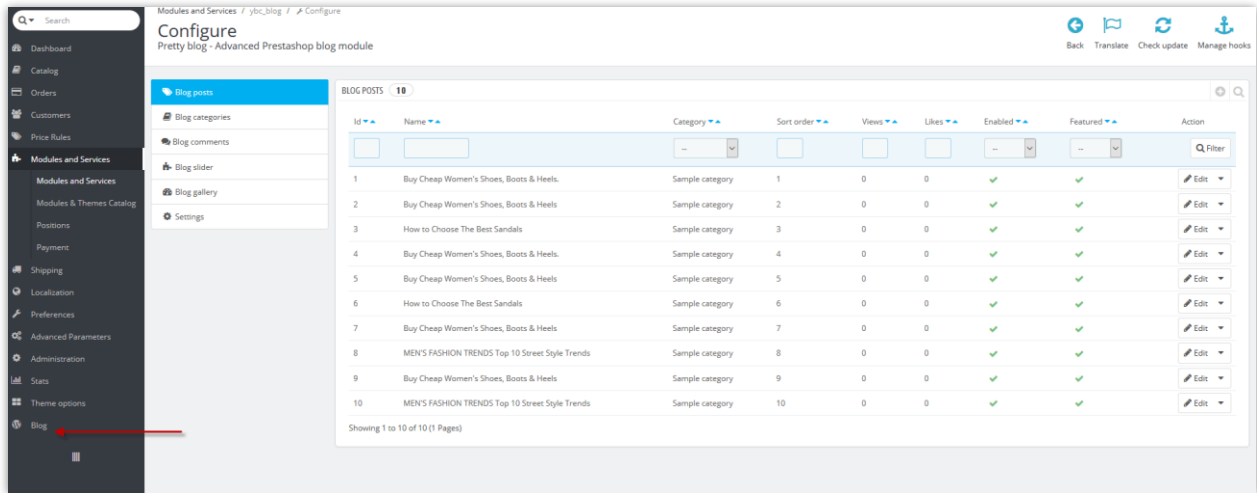 Search
Dashboard
Catalog
Orders
Customers
Price Rules
Modules and Services
Modules and Services
Modules & Themes Catalog
Positions
Payment
Shipping
Localization
Preferences
Advanced Parameters
Administration
Stats
Theme options
Blog
Modules and Services / ybc_blog / Configure
Configure
Pretty blog - Advanced Prestashop blog module
Back Translate Check update Manage hooks
Blog posts
Blog categories
Blog comments
Blog slider
Blog gallery
Settings
BLOG POSTS 10
Id Name Category Sort order Views Likes Enabled Featured Action
-- -- -- Filter
1 Buy Cheap Women's Shoes, Boots & Heels. Sample category 1 0 0 Edit
2 Buy Cheap Women's Shoes, Boots & Heels Sample category 2 0 0 Edit
3 How to Choose The Best Sandals Sample category 3 0 0 Edit
4 Buy Cheap Women's Shoes, Boots & Heels. Sample category 4 0 0 Edit
5 Buy Cheap Women's Shoes, Boots & Heels Sample category 5 0 0 Edit
6 How to Choose The Best Sandals Sample category 6 0 0 Edit
7 Buy Cheap Women's Shoes, Boots & Heels Sample category 7 0 0 Edit
8 MEN'S FASHION TRENDS Top 10 Street Style Trends Sample category 8 0 0 Edit
9 Buy Cheap Women's Shoes, Boots & Heels Sample category 9 0 0 Edit
10 MEN'S FASHION TRENDS Top 10 Street Style Trends Sample category 10 0 0 Edit
Showing 1 to 10 of 10 (1 Pages)